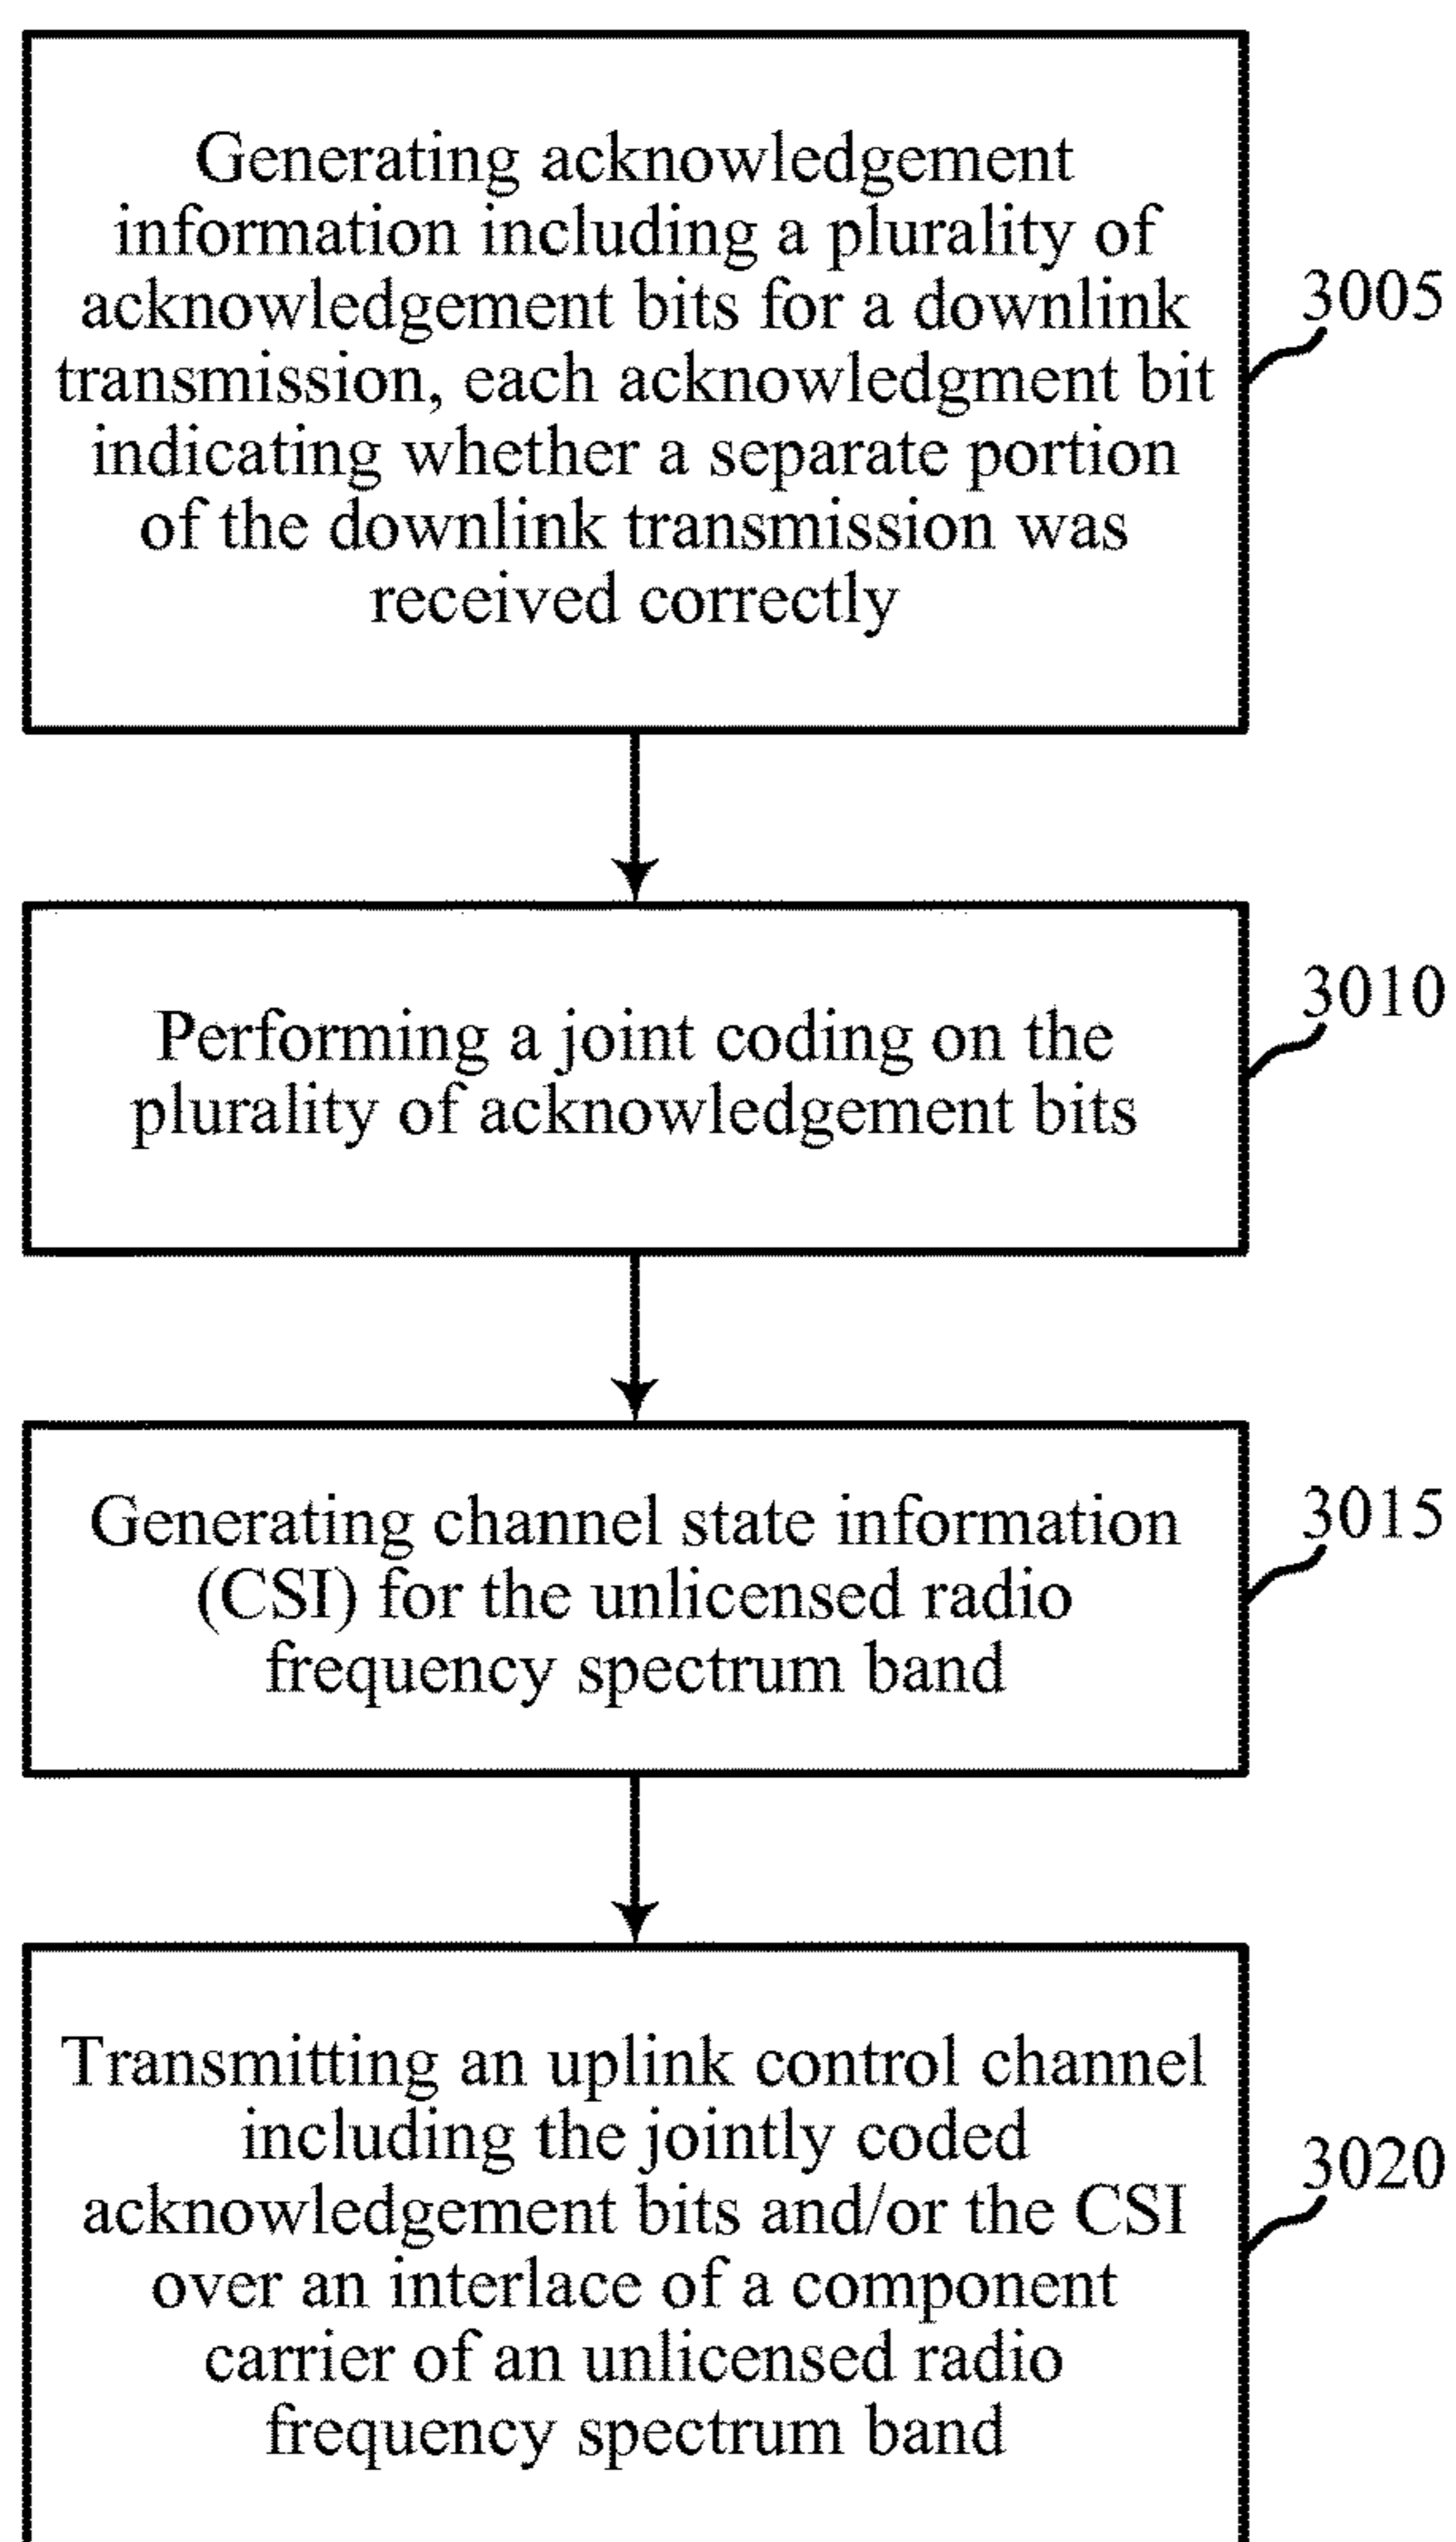 Generating acknowledgement
information including a plurality of
acknowledgement bits for a downlink
transmission, each acknowledgment bit
indicating whether a separate portion
of the downlink transmission was
received correctly
3005
Performing a joint coding on the
plurality of acknowledgement bits
3010
Generating channel state information
(CSI) for the unlicensed radio
frequency spectrum band
3015
Transmitting an uplink control channel
including the jointly coded
acknowledgement bits and/or the CSI
over an interlace of a component
carrier of an unlicensed radio
frequency spectrum band
3020